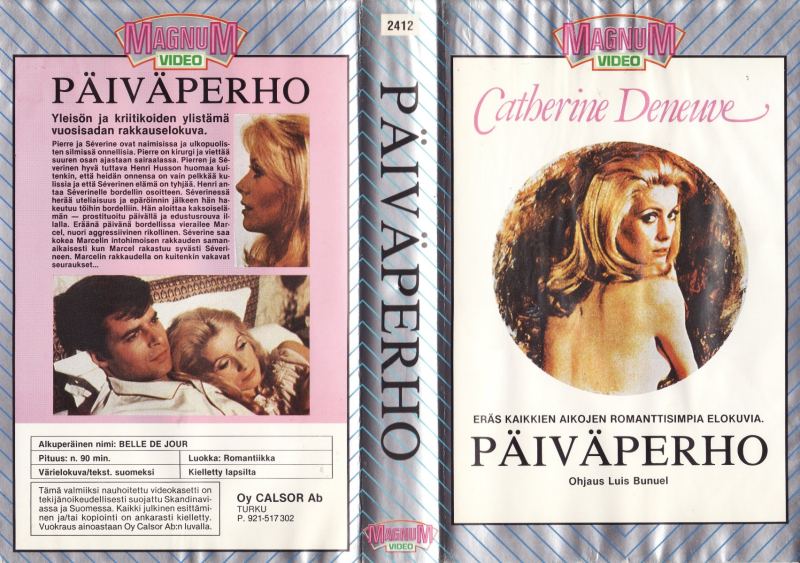 MAGNUM
VIDEO
PÄIVÄPERHO
Yleisön ja kriitikoiden ylistämä
vuosisadan rakkauselokuva.
Pierre ja Séverine ovat naimisissa ja ulkopuolis-
ten silmissä onnellisia. Pierre on kirurgi ja viettää
suuren osan ajastaan sairaalassa. Pierren ja Sé-
verinen hyvä tuttava Henri Husson huomaa kui-
tenkin, että heidän onnensa on vain pelkkää ku-
lissia ja että Séverinen elämä on tyhjää. Henri an-
taa Séverinelle bordellin osoitteen. Séverinessä
herää uteliaisuus ja epäröinnin jälkeen hän ha-
keutuu töihin bordelliin. Hän aloittaa kaksoiselä-
män — prostituoitu päivällä ja edustusrouva il-
lalla. Eräänä päivänä bordellissa vierailee Mar-
cel, nuori aggressiivinen rikollinen. Séverine saa
kokea Marcelin intohimoisen rakkauden saman-
aikaisesti kun Marcel rakastuu syvästi Séveri-
neen. Marcelin rakkaudella on kuitenkin vakavat
seuraukset...
Alkuperäinen nimi: BELLE DE JOUR
Pituus: n. 90 min.
Luokka: Romantiikka
Värielokuva/tekst. suomeksi
Kielletty lapsilta
Tämä valmiiksi nauhoitettu videokasetti on
tekijänoikeudellisesti suojattu Skandinavi-
assa ja Suomessa. Kaikki julkinen esittämi-
nen ja/tai kopiointi on ankarasti kielletty.
Vuokraus ainoastaan Oy Calsor Ab:n luvalla.
Oy CALSOR Ab
TURKU
P. 921-517 302
2412
PÄIVÄPERHO
MAGNUM
VIDEO
MAGNUM
VIDEO
Catherine Deneuve
ERÄS KAIKKIEN AIKOJEN ROMANTTISIMPIA ELOKUVIA.
PÄIVÄPERHO
Ohjaus Luis Bunuel